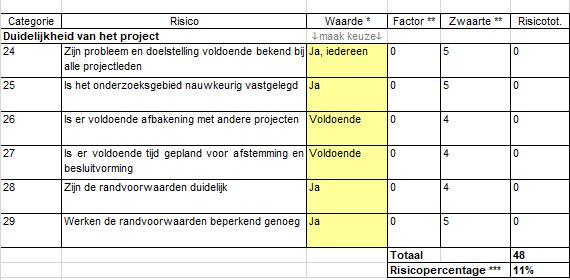 Categorie Risico Waarde * Factor ** Zwaarte ** Risicotot.
Duidelijkheid van het project ↓maak keuze↓
24 Zijn probleem en doelstelling voldoende bekend bij Ja, iedereen 0 5 0
alle projectleden
25 Is het onderzoeksgebied nauwkeurig vastgelegd Ja 0 5 0
26 Is er voldoende afbakening met andere projecten Voldoende 0 4 0
27 Is er voldoende tijd gepland voor afstemming en Voldoende 0 4 0
besluitvorming
28 Zijn de randvoorwaarden duidelijk Ja 0 4 0
29 Werken de randvoorwaarden beperkend genoeg Ja 0 5 0
Totaal 48
Risicopercentage *** 11%